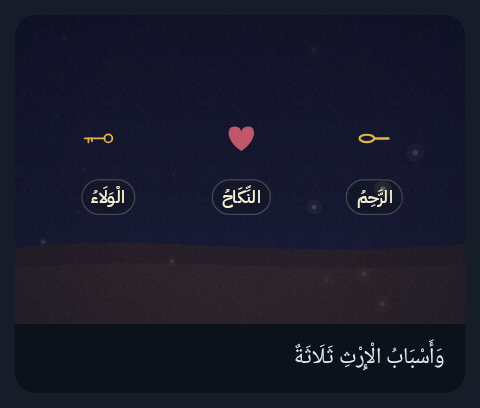 الرَّحِمُ
النِّكَاحُ
الْوَلَاءُ
وَأَسْبَابُ الْإِرْثِ ثَلَاثَةٌ